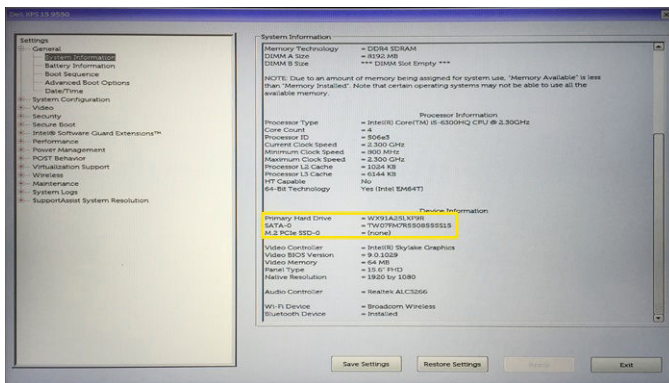 Dell XPS 15 9550
Settings
General
System Information
Battery Information
Boot Sequence
Advanced Boot Options
Date/Time
System Configuration
Video
Security
Secure Boot
Intel® Software Guard Extensions™
Performance
Power Management
POST Behavior
Virtualization Support
Wireless
Maintenance
System Logs
SupportAssist System Resolution
System Information
Memory Technology = DDR4 SDRAM
DIMM A Size = 8192 MB
DIMM B Size *** DIMM Slot Empty ***
NOTE: Due to an amount of memory being assigned for system use, "Memory Available" is less
than "Memory Installed". Note that certain operating systems may not be able to use all the
available memory.
Processor Information
Processor Type = Intel(R) Core(TM) i5-6300HQ CPU @ 2.30GHz
Core Count = 4
Processor ID = 506e3
Current Clock Speed = 2.300 GHz
Minimum Clock Speed = 800 MHz
Maximum Clock Speed = 2.300 GHz
Processor L2 Cache = 1024 KB
Processor L3 Cache = 6144 KB
HT Capable No
64-Bit Technology Yes (Intel EM64T)
Device Information
Primary Hard Drive = WX91A25LXF9R
SATA-0 = TW07FM7R5508555515
M.2 PCIe SSD-0 = (none)
Video Controller = Intel(R) Skylake Graphics
Video BIOS Version = 9.0.1029
Video Memory = 64 MB
Panel Type = 15.6" FHD
Native Resolution = 1920 by 1080
Audio Controller = Realtek ALC3266
Wi-Fi Device = Broadcom Wireless
Bluetooth Device = Installed
Save Settings
Restore Settings
Apply
Exit